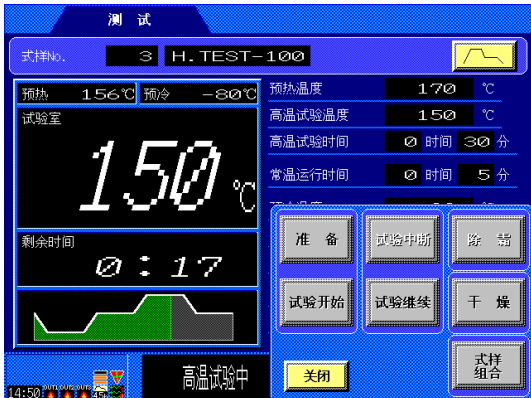 测 试
式样No. 3 H.TEST-100
预热 156℃ 预冷 -80℃
试验室
150℃
剩余时间
0:17
预热温度 170 ℃
高温试验温度 150 ℃
高温试验时间 0 时间 30 分
常温运行时间 0 时间 5 分
准 备
试验中断
除 霜
试验开始
试验继续
干 燥
式样
组合
关闭
14:50
高温试验中